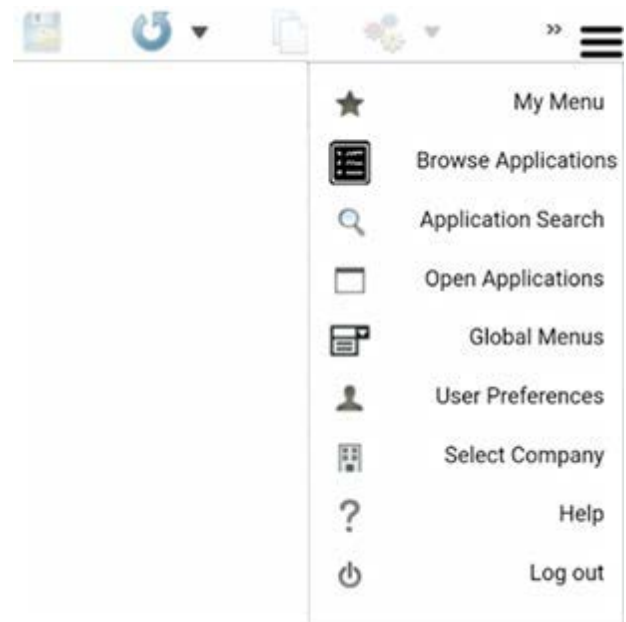 »
My Menu
Browse Applications
Application Search
Open Applications
Global Menus
User Preferences
Select Company
Help
Log out